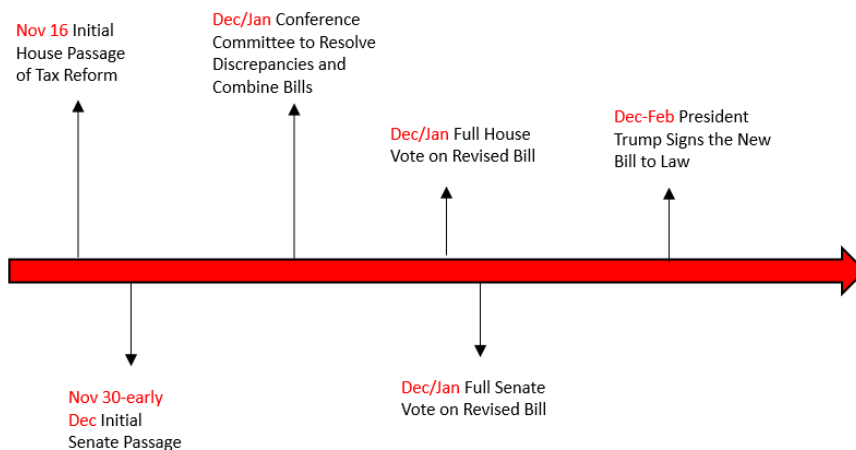 Nov 16 Initial
House Passage
of Tax Reform
Dec/Jan Conference
Committee to Resolve
Discrepancies and
Combine Bills
Dec/Jan Full House
Vote on Revised Bill
Dec-Feb President
Trump Signs the New
Bill to Law
Nov 30-early
Dec Initial
Senate Passage
Dec/Jan Full Senate
Vote on Revised Bill